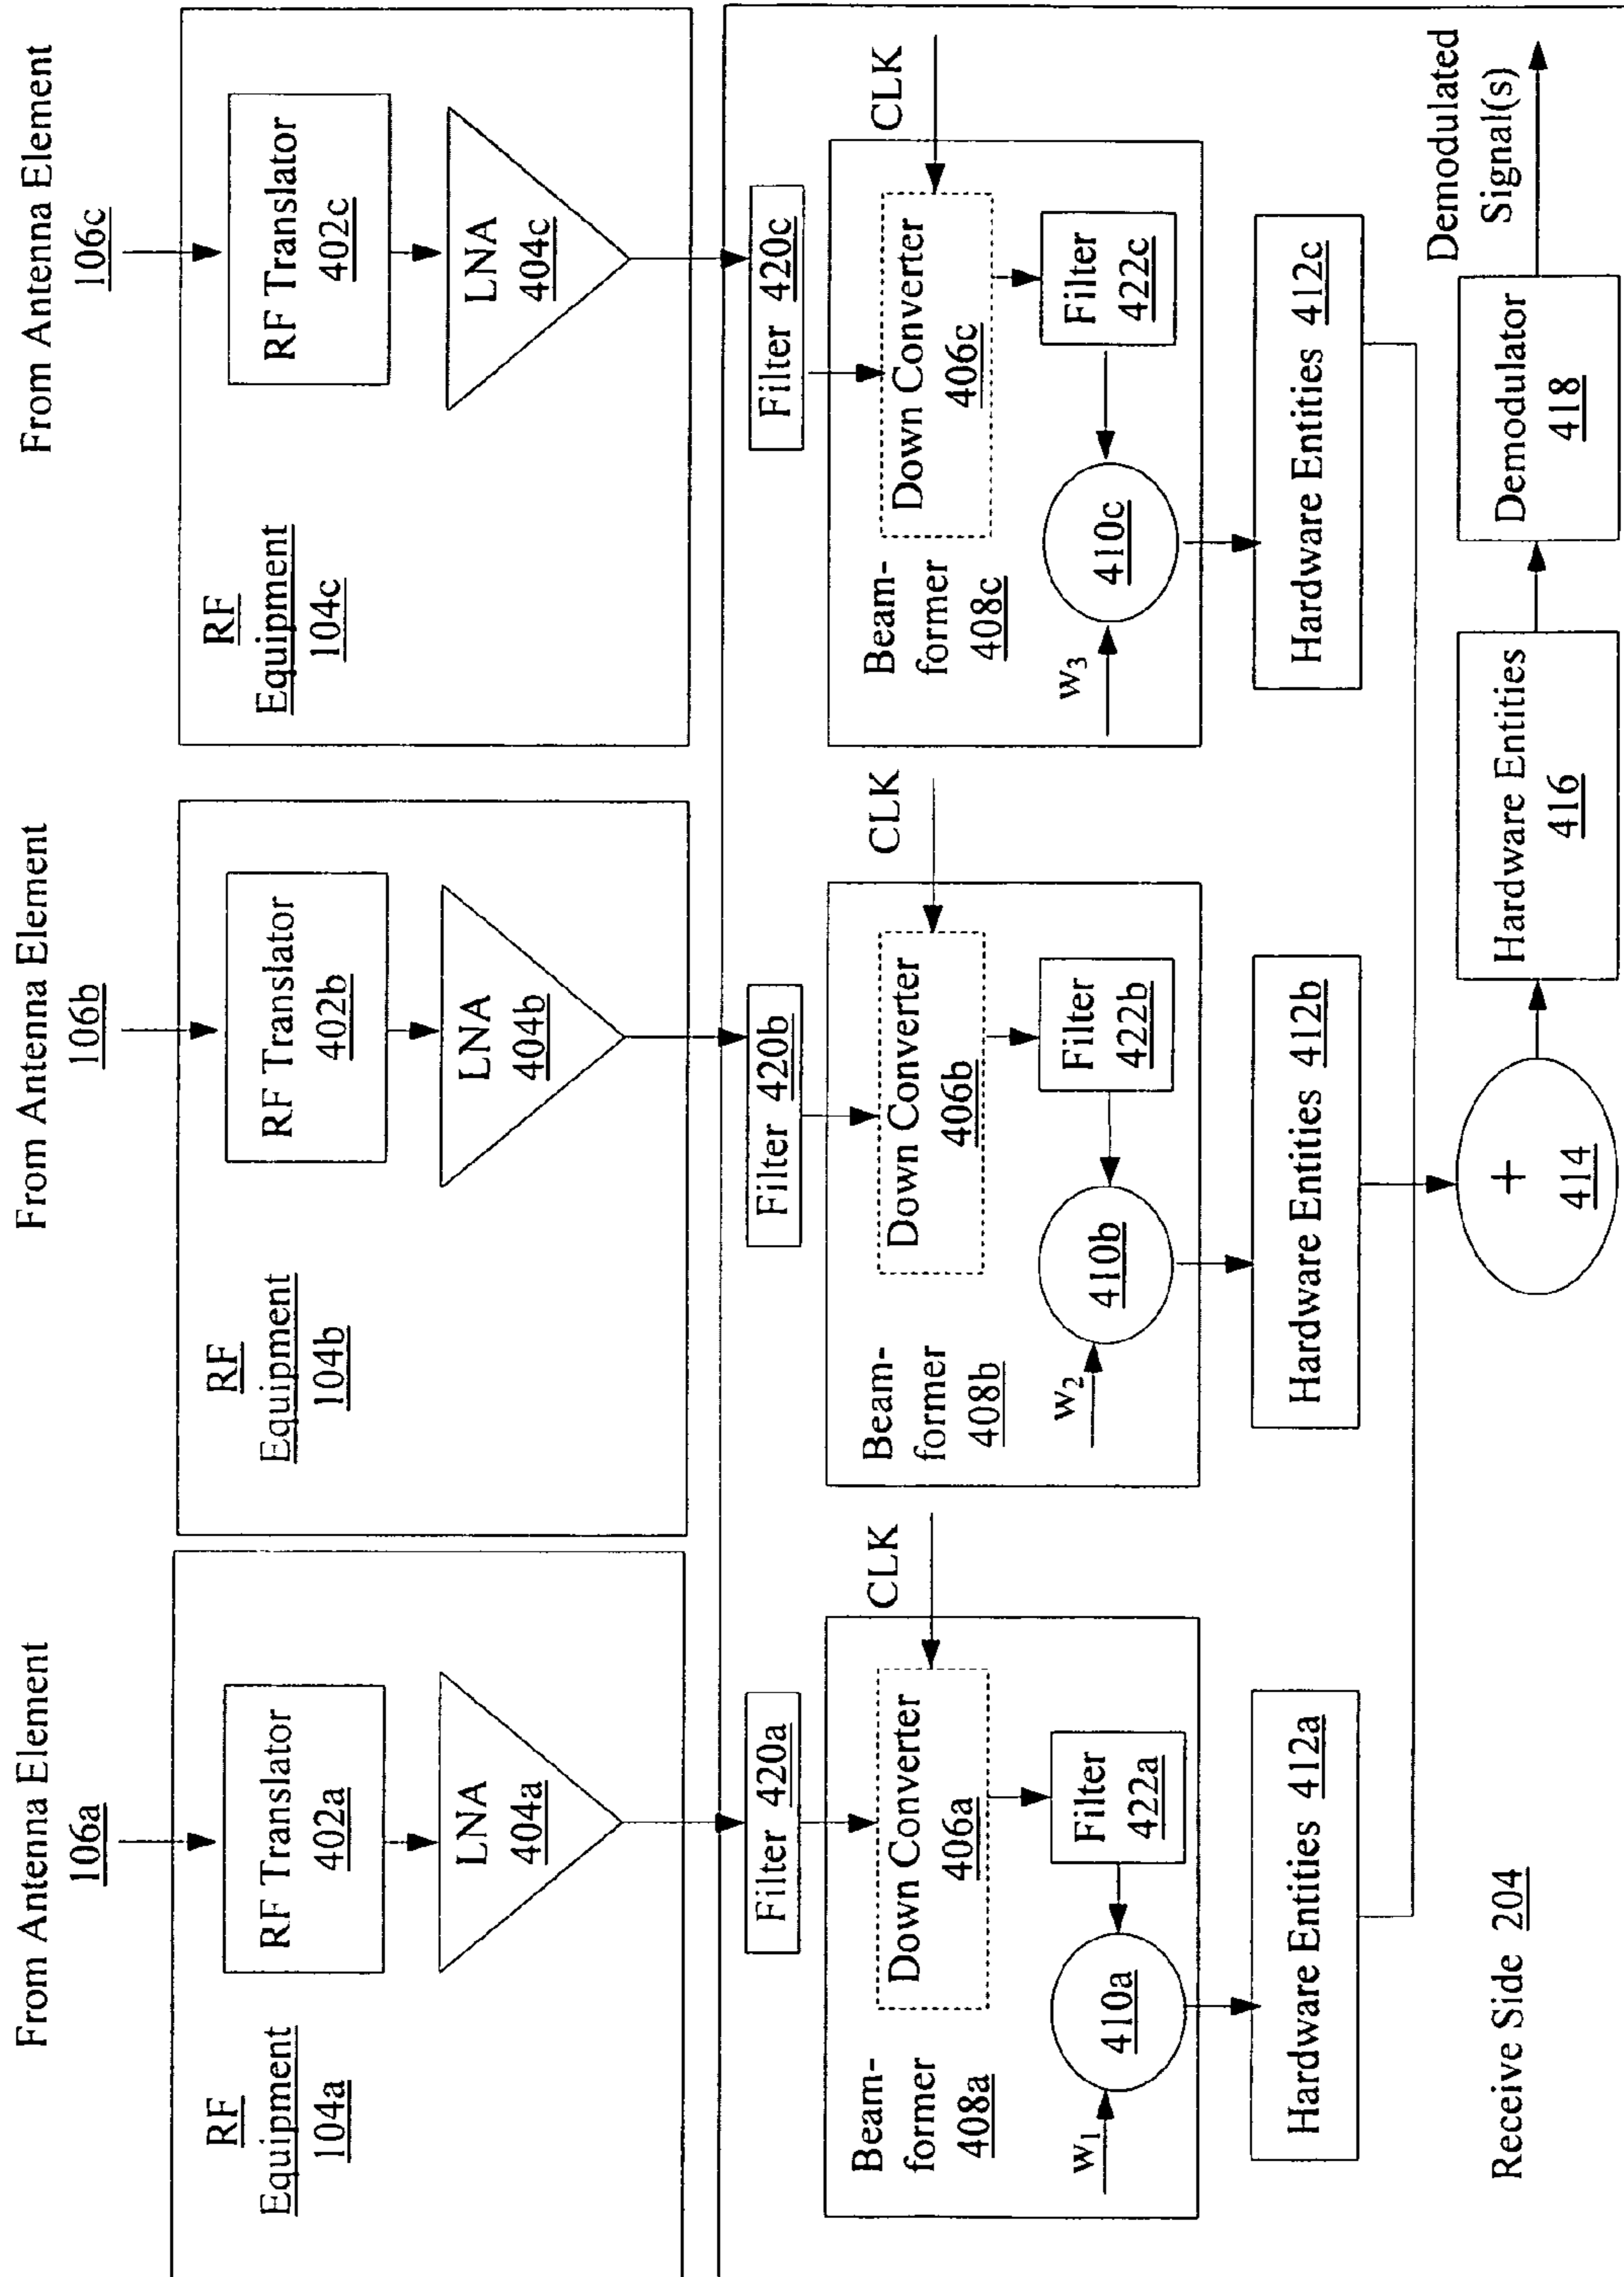 From Antenna Element
106a
RF Translator
402a
LNA
404a
RF
Equipment
104a
From Antenna Element
106b
RF Translator
402b
LNA
404b
RF
Equipment
104b
From Antenna Element
106c
RF Translator
402c
LNA
404c
RF
Equipment
104c
Filter 420a
CLK
Down Converter
406a
Beam-
former
408a
Filter
422a
w1
410a
Hardware Entities 412a
Filter 420b
CLK
Down Converter
406b
Beam-
former
408b
Filter
422b
w2
410b
Hardware Entities 412b
Filter 420c
CLK
Down Converter
406c
Beam-
former
408c
Filter
422c
w3
410c
Hardware Entities 412c
+
414
Hardware Entities
416
Demodulator
418
Demodulated
Signal(s)
Receive Side 204